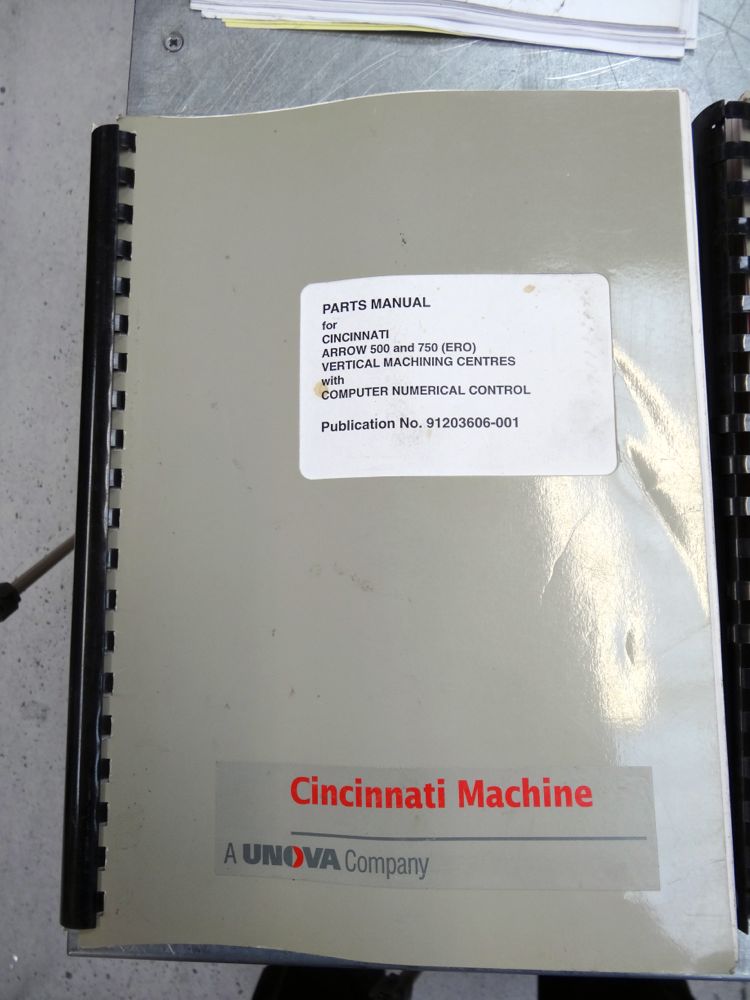 PARTS MANUAL
for
CINCINNATI
ARROW 500 and 750 (ERO)
VERTICAL MACHINING CENTRES
with
COMPUTER NUMERICAL CONTROL
Publication No. 91203606-001
Cincinnati Machine
A UNOVA Company